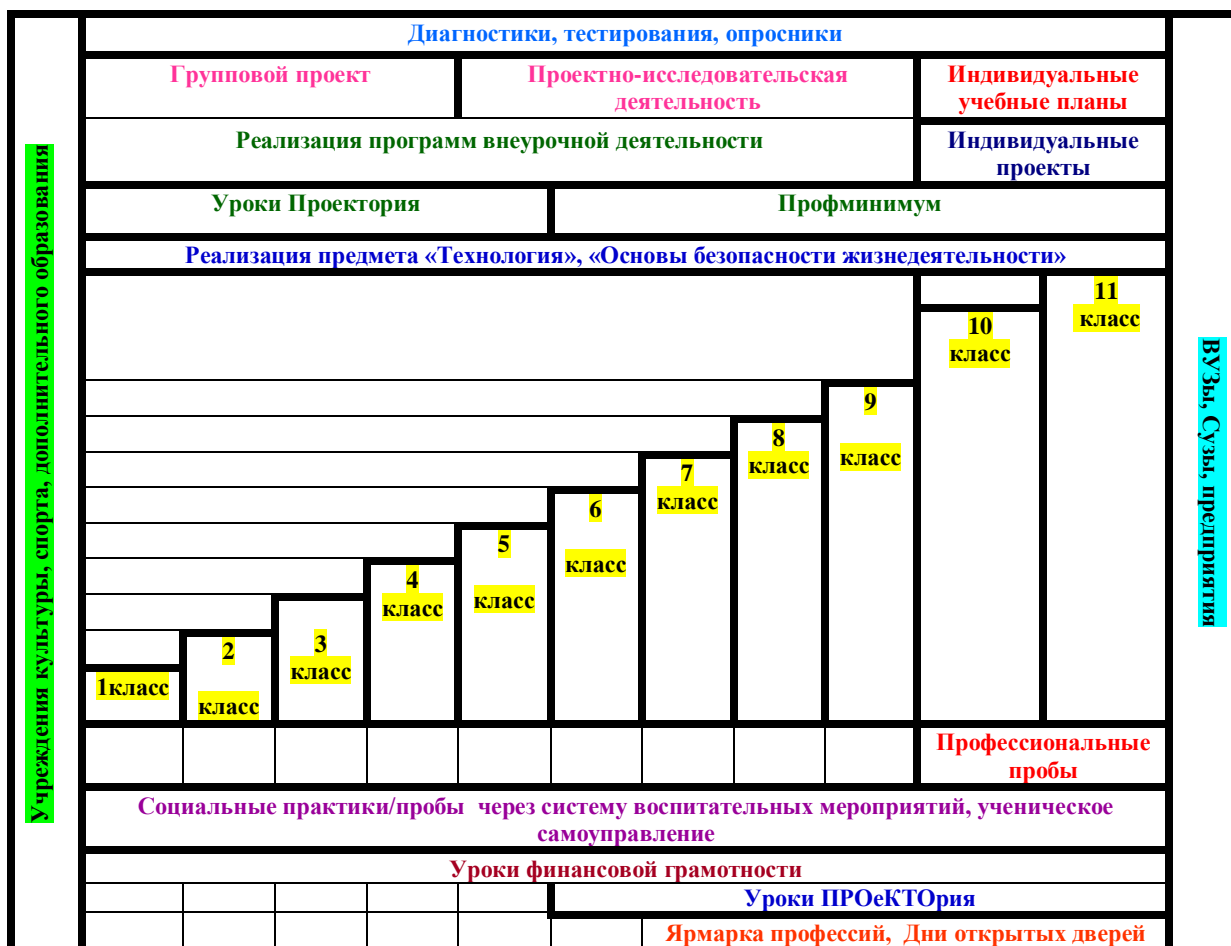 Учреждения культуры, спорта, дополнительного образования
Диагностики, тестирования, опросники
Групповой проект
Проектно-исследовательская
деятельность
Индивидуальные
учебные планы
Реализация программ внеурочной деятельности
Индивидуальные
проекты
Уроки Проектория
Профминимум
Реализация предмета «Технология», «Основы безопасности жизнедеятельности»
11
класс
10
класс
9
класс
8
класс
7
класс
6
класс
5
класс
4
класс
3
класс
2
класс
1класс
ВУЗы, Сузы, предприятия
Профессиональные
пробы
Социальные практики/пробы через систему воспитательных мероприятий, ученическое
самоуправление
Уроки финансовой грамотности
Уроки ПРОеКТОрия
Ярмарка профессий, Дни открытых дверей